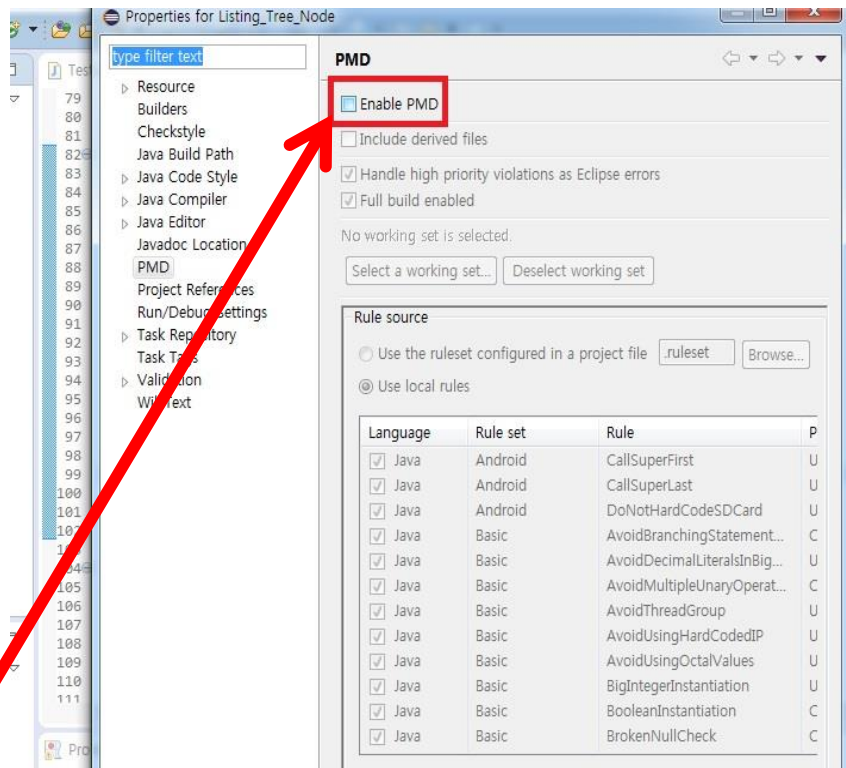 Properties for Listing_Tree_Node
type filter text
Resource
Builders
Checkstyle
Java Build Path
Java Code Style
Java Compiler
Java Editor
Javadoc Location
PMD
Project References
Run/Debug Settings
Task Repository
Task Tags
Validation
WikiText
PMD
Enable PMD
Include derived files
Handle high priority violations as Eclipse errors
Full build enabled
No working set is selected.
Select a working set... Deselect working set
Rule source
Use the ruleset configured in a project file .ruleset Browse...
Use local rules
Language Rule set Rule P
Java Android CallSuperFirst U
Java Android CallSuperLast U
Java Android DoNotHardCodeSDCard U
Java Basic AvoidBranchingStatement... C
Java Basic AvoidDecimalLiteralsInBig... U
Java Basic AvoidMultipleUnaryOperat... C
Java Basic AvoidThreadGroup U
Java Basic AvoidUsingHardCodedIP U
Java Basic AvoidUsingOctalValues U
Java Basic BigIntegerInstantiation U
Java Basic BooleanInstantiation C
Java Basic BrokenNullCheck C
Tes
79
80
81
82
83
84
85
86
87
88
89
90
91
92
93
94
95
96
97
98
99
100
101
105
106
107
108
109
110
111
Pro